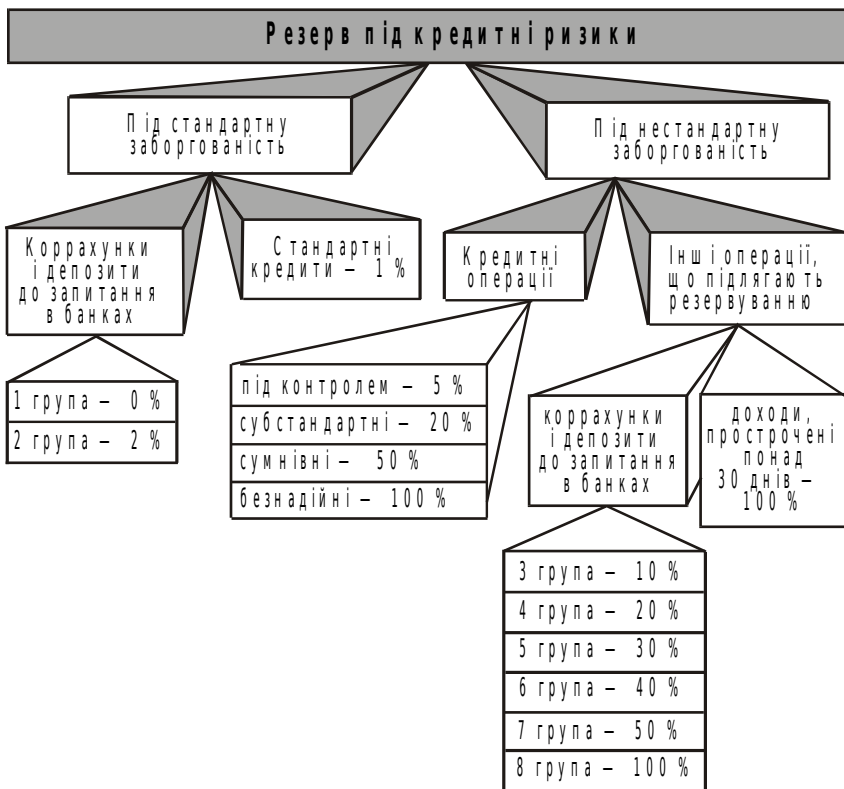 Резерв під кредитні ризики
Під стандартну
заборгованість
Під нестандартну
заборгованість
Коррахунки
і депозити
до запитання
в банках
Стандартні
кредити – 1 %
Кредитні
операції
Інші операції,
що підлягають
резервуванню
1 група – 0 %
2 група – 2 %
під контролем – 5 %
субстандартні – 20 %
сумнівні – 50 %
безнадійні – 100 %
коррахунки
і депозити
до запитання
в банках
доходи,
прострочені
понад
30 днів –
100 %
3 група – 10 %
4 група – 20 %
5 група – 30 %
6 група – 40 %
7 група – 50 %
8 група – 100 %